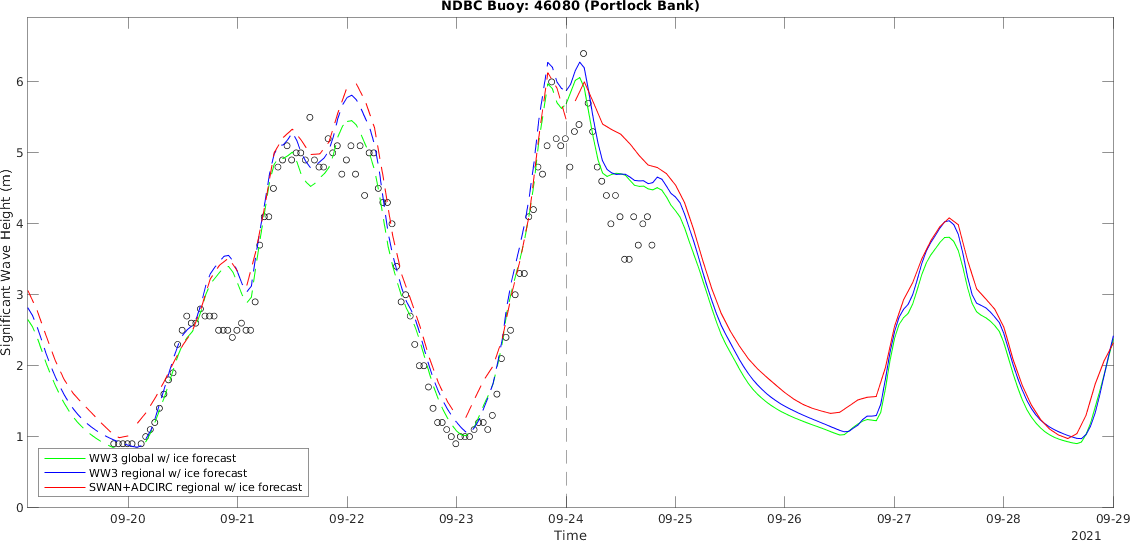 NDBC Buoy: 46080 (Portlock Bank)
Significant Wave Height (m)
6
5
4
3
2
1
0
WW3 global w/ ice forecast
WW3 regional w/ ice forecast
SWAN+ADCIRC regional w/ ice forecast
09-20 09-21 09-22 09-23 09-24 09-25 09-26 09-27 09-28 09-29
Time
2021